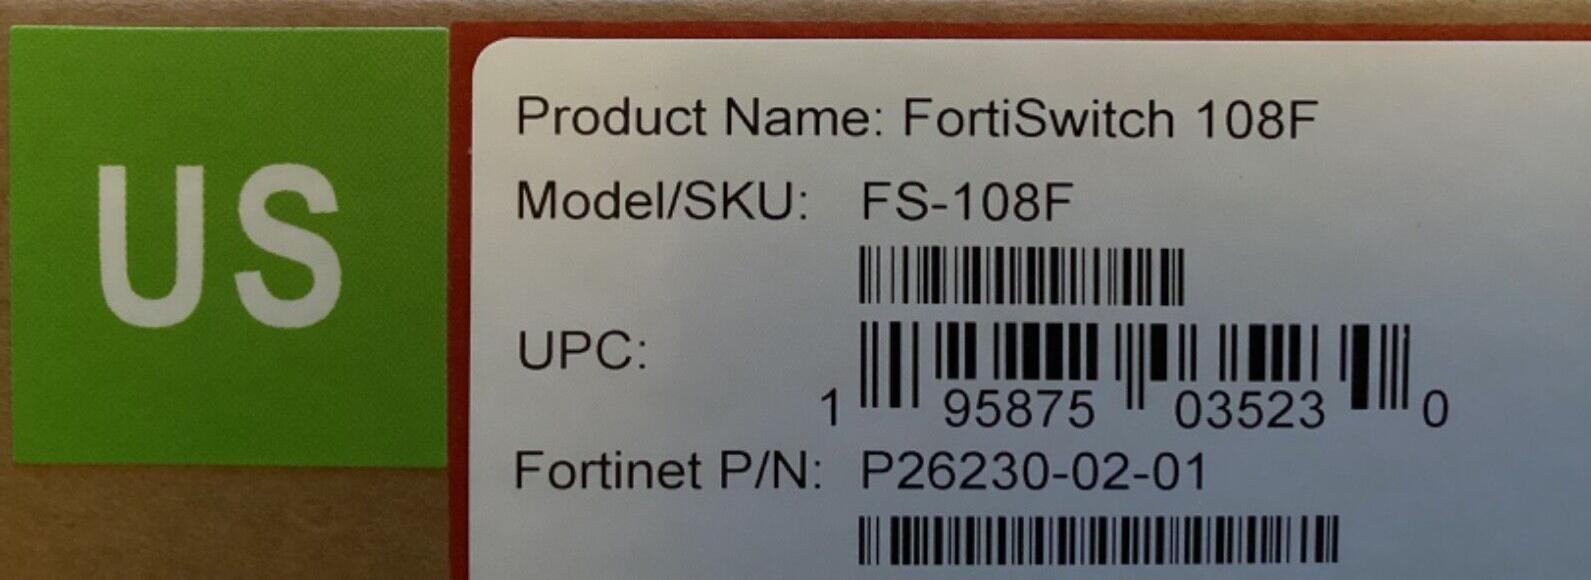 US
Product Name: FortiSwitch 108F
Model/SKU: FS-108F
UPC:
1 95875 03523 0
Fortinet P/N: P26230-02-01